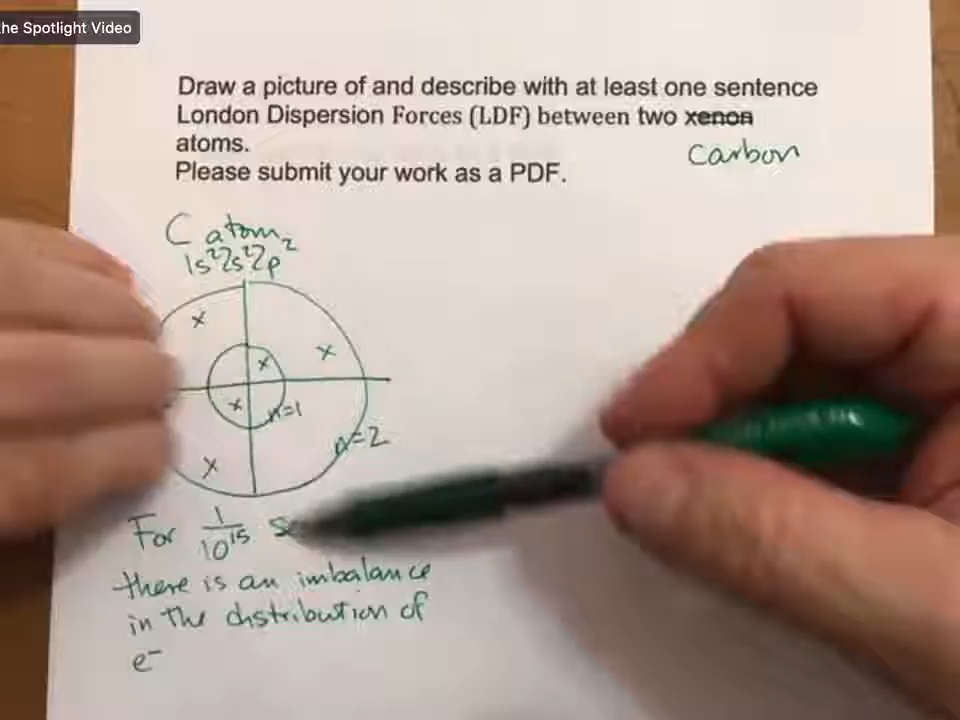 he Spotlight Video
Draw a picture of and describe with at least one sentence
London Dispersion Forces (LDF) between two xenon
atoms.
Carbon
Please submit your work as a PDF.
C atom
1s²2s²2p²
n=1
n=2
For 1/10¹⁵
there is an imbalance
in the distribution of
e⁻